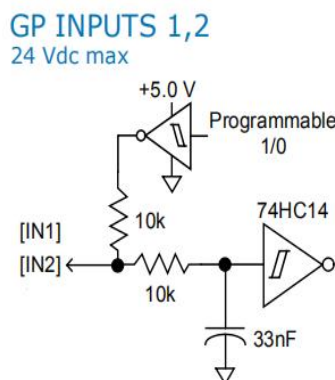 GP INPUTS 1,2
24 Vdc max
+5.0 V
Programmable
1/0
10k
[IN1]
[IN2]
10k
74HC14
33nF